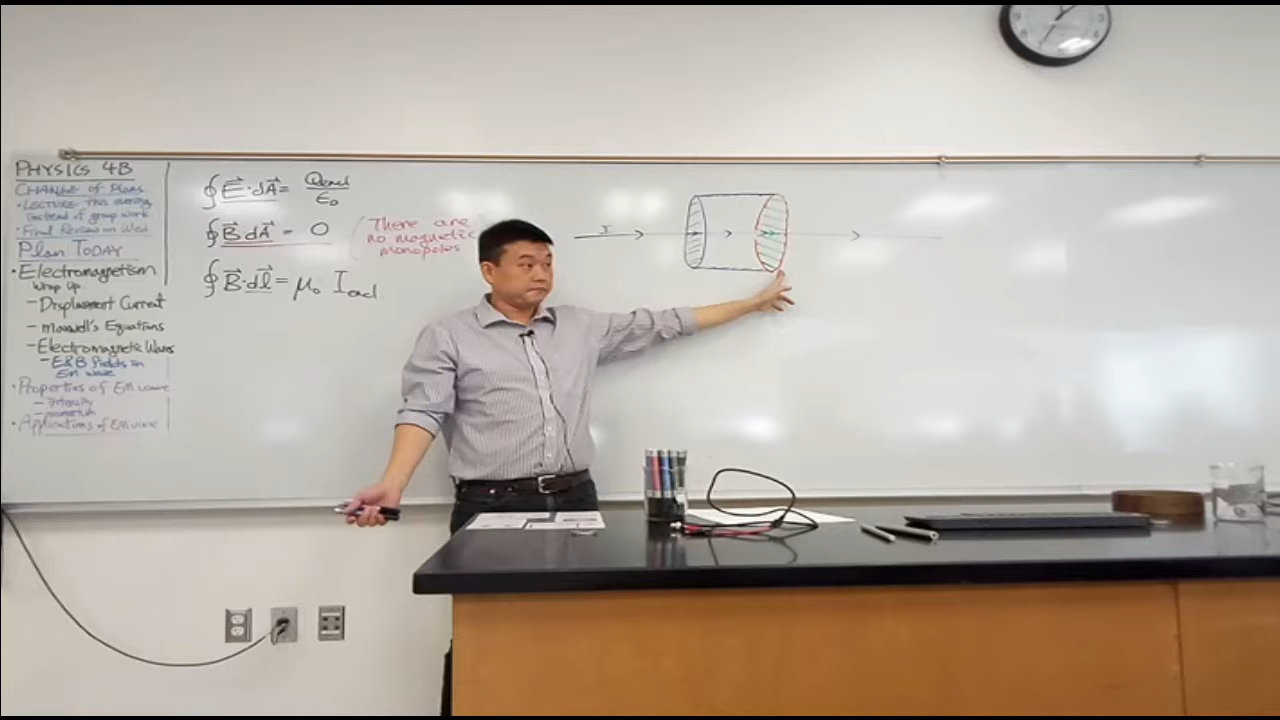 PHYSICS 4B
CHANGE of Plans
• LECTURE this evening
instead of group work
• Final Review on Wed
Plan TODAY
• Electromagnetism
wrap up
- Displacement Current
- Maxwell's Equations
- Electromagnetic Waves
- E&B fields in
EM wave
• Properties of EM wave
- intensity
- momentum
• Applications of EM wave
∮ E⃗·dA⃗ = Qencl/ε₀
∮ B⃗·dA⃗ = 0
(There are
no magnetic
monopoles
∮ B⃗·dl⃗ = μ₀ Iencl
I